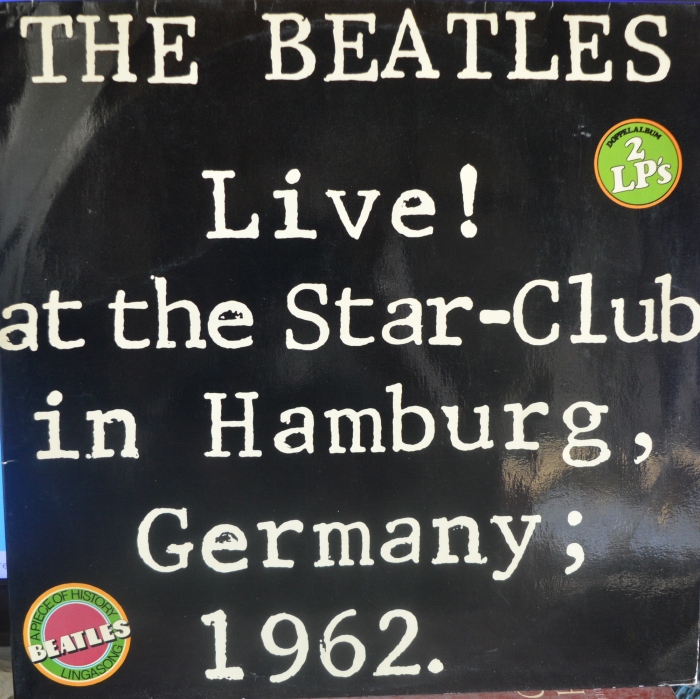 THE BEATLES
DOPPELALBUM
2
LP's
Live!
at the Star-Club
in Hamburg,
Germany;
1962.
A PIECE OF HISTORY
BEATLES
LINGASONG